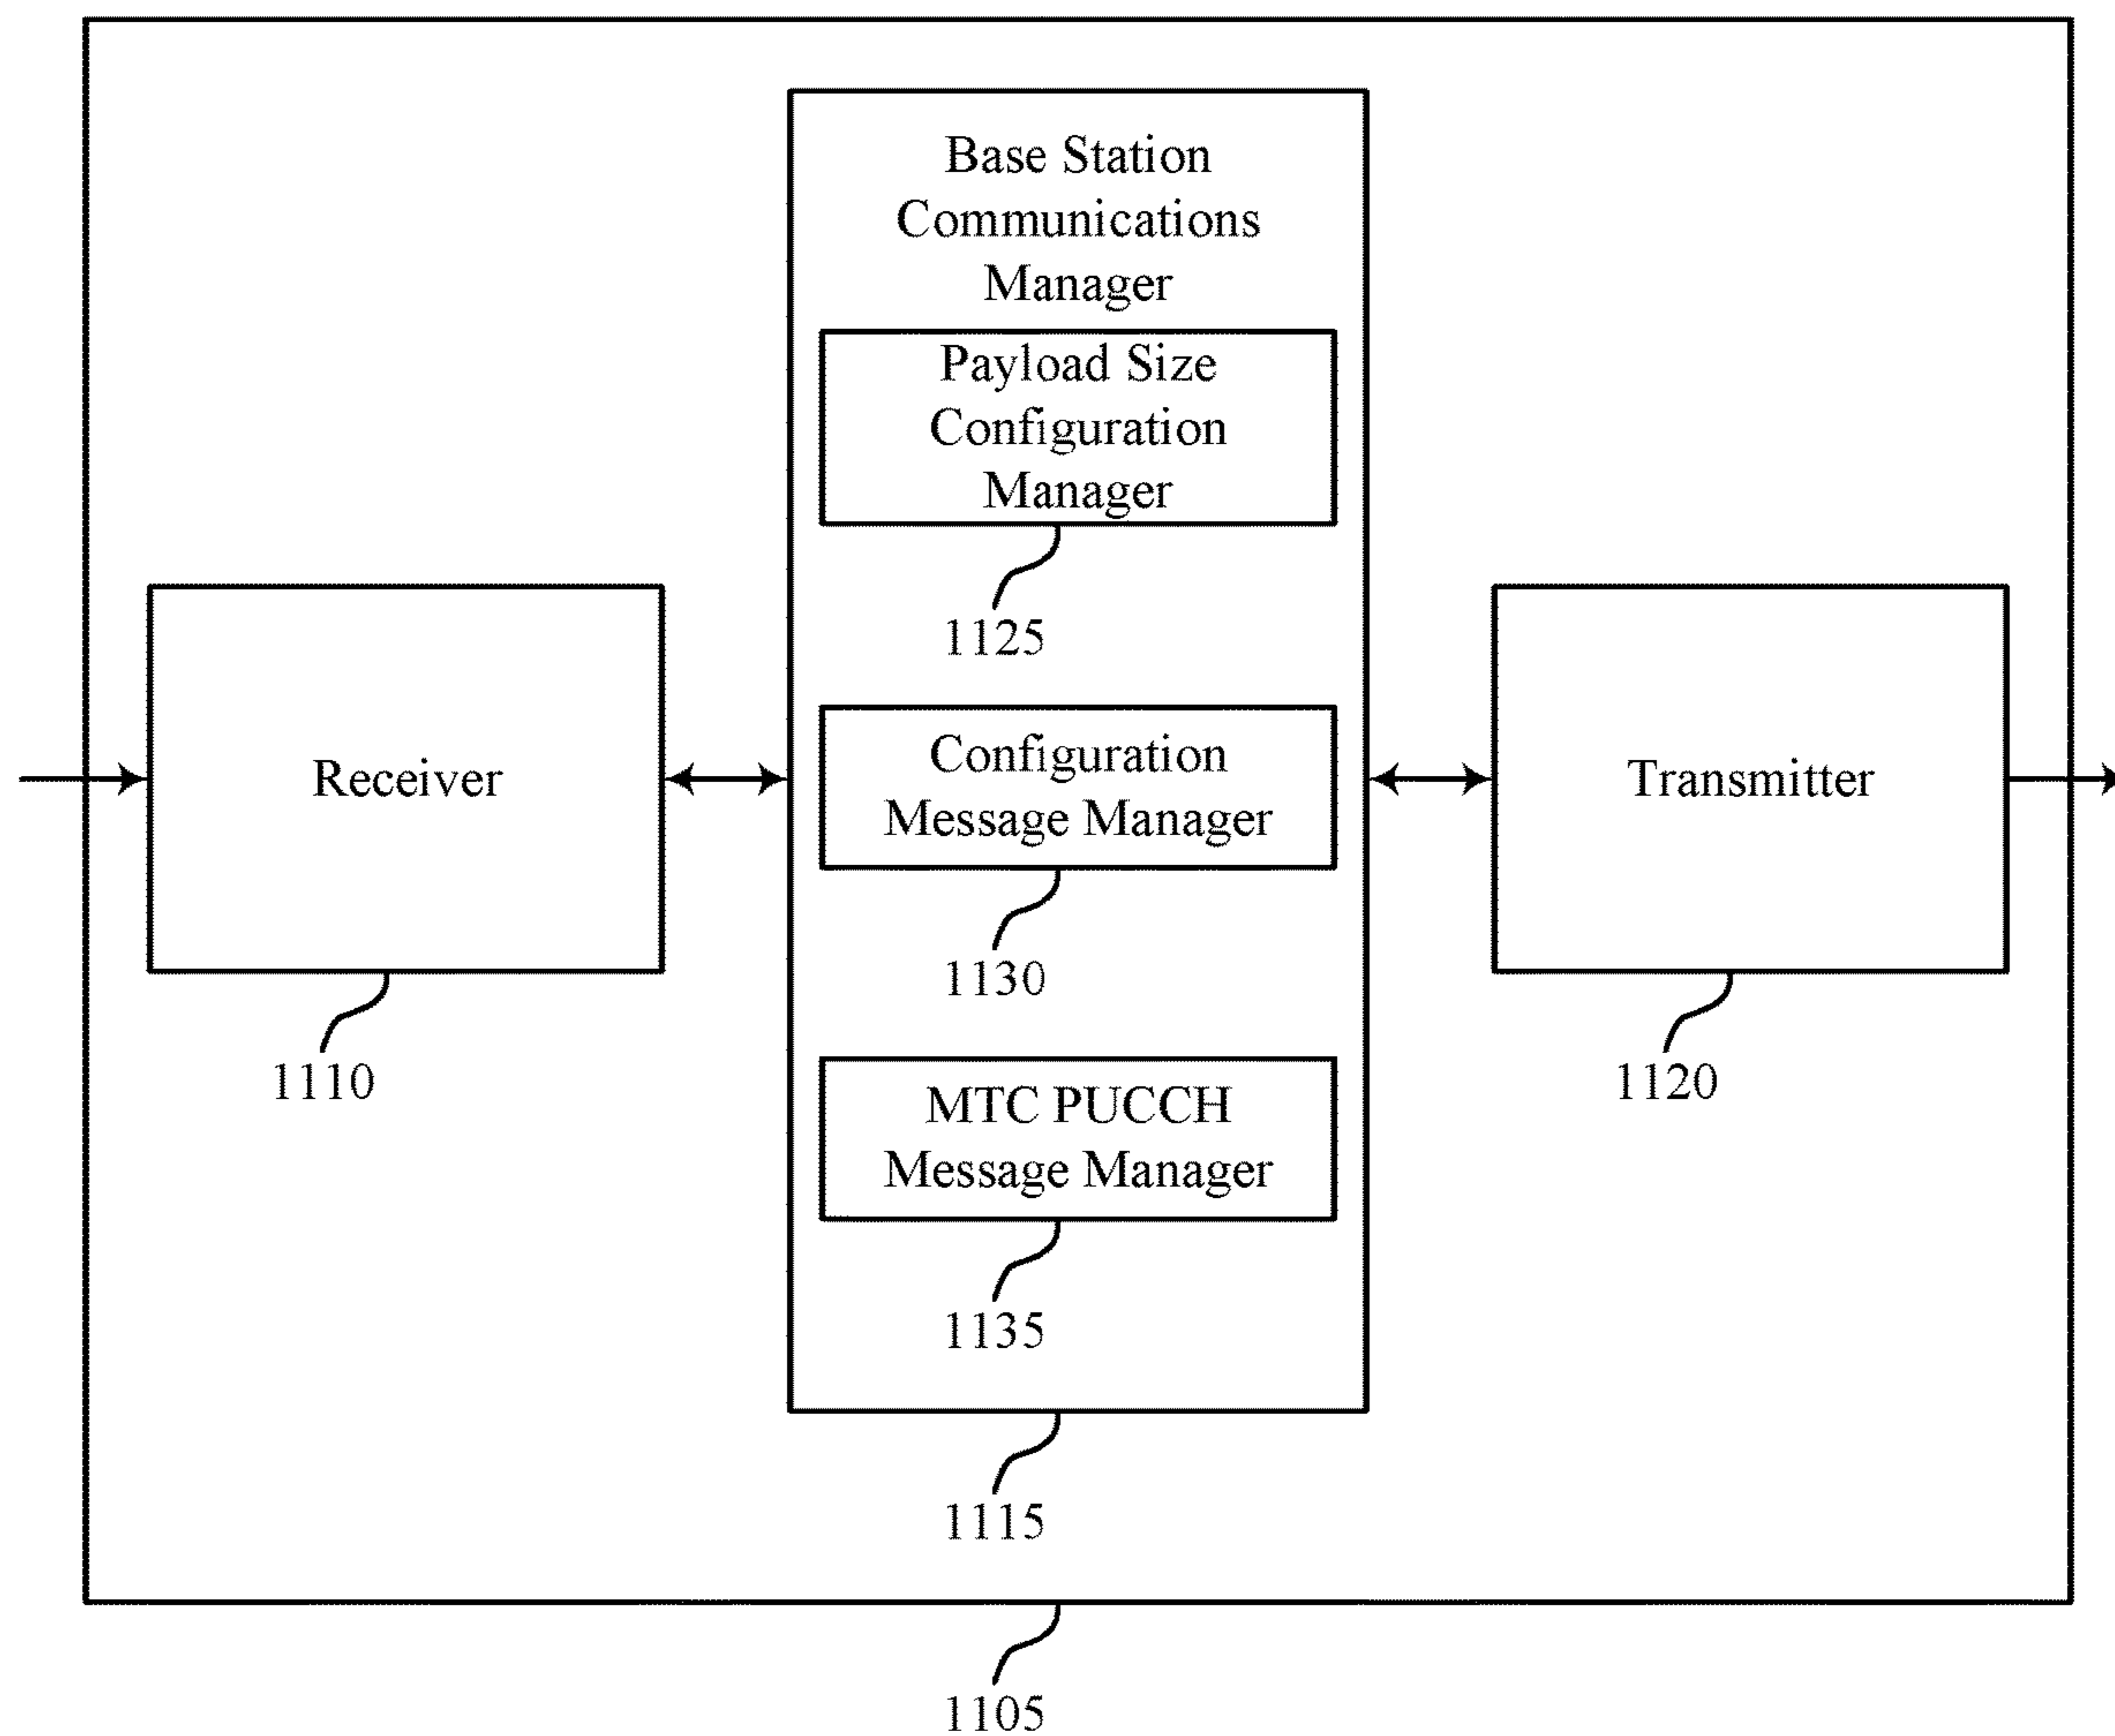 Base Station
Communications
Manager
Payload Size
Configuration
Manager
1125
Receiver
1110
Configuration
Message Manager
1130
Transmitter
1120
MTC PUCCH
Message Manager
1135
1115
1105